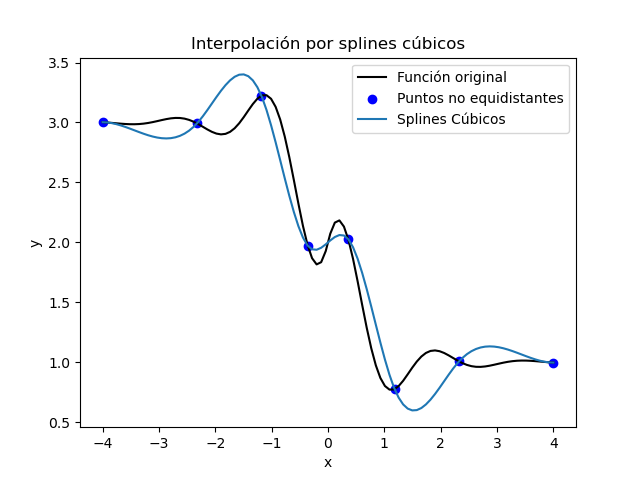 Interpolación por splines cúbicos
Función original
Puntos no equidistantes
Splines Cúbicos
3.5
3.0
2.5
2.0
1.5
1.0
0.5
y
−4
−3
−2
−1
0
1
2
3
4
x